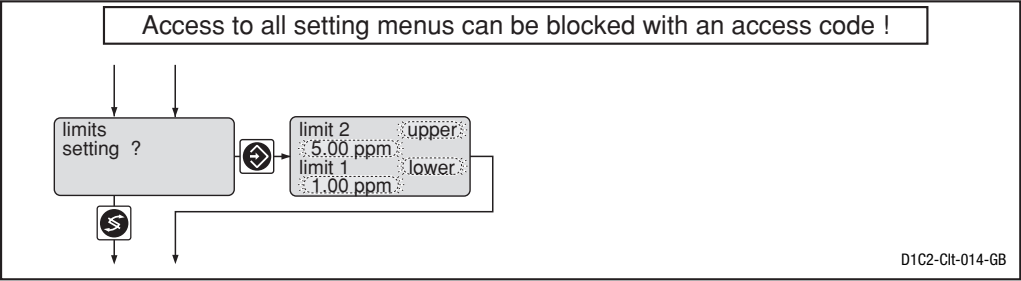 Access to all setting menus can be blocked with an access code !
limits
setting ?
limit 2 upper
5.00 ppm
limit 1 lower
1.00 ppm
D1C2-Clt-014-GB